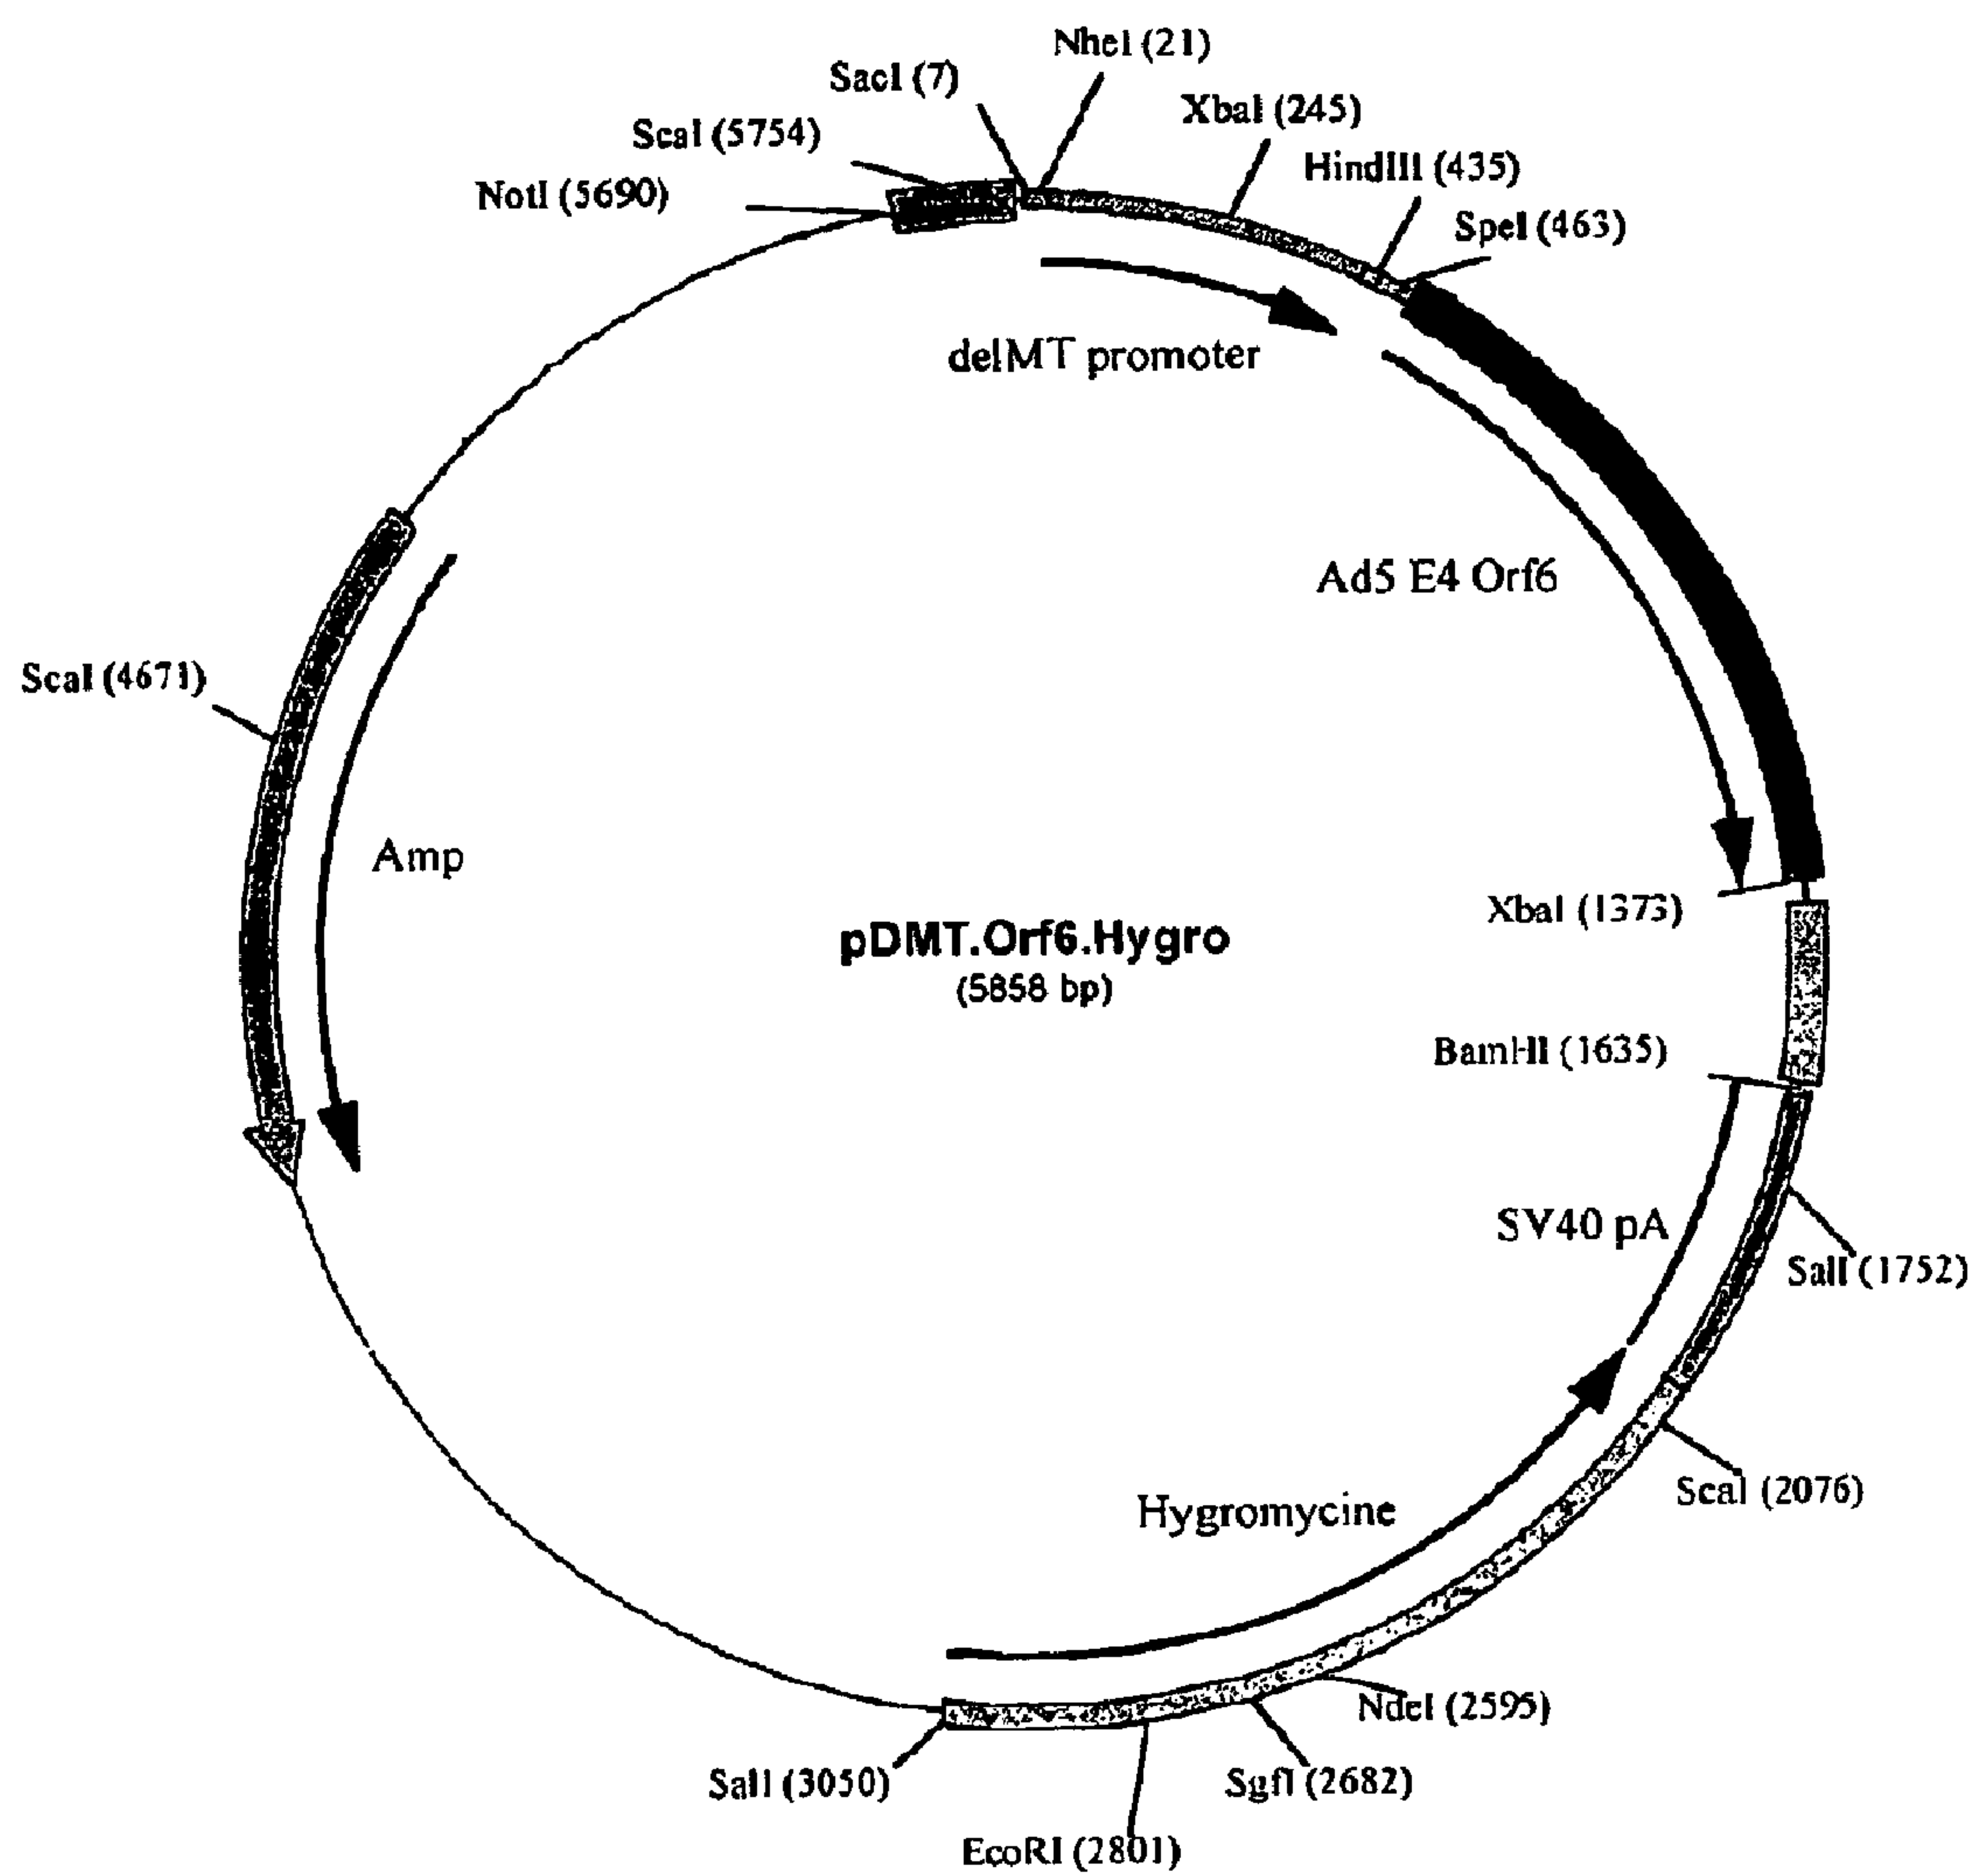 NheI (21)
SacI (7)
XbaI (245)
ScaI (5754)
HindIII (435)
NotI (5690)
SpeI (463)
delMT promoter
Ad5 E4 Orf6
ScaI (4671)
Amp
XbaI (1373)
pDMT.Orf6.Hygro
(5858 bp)
BamHI (1635)
SV40 pA
SalI (1752)
ScaI (2076)
Hygromycine
NdeI (2595)
SalI (3050)
SgfI (2682)
EcoRI (2801)